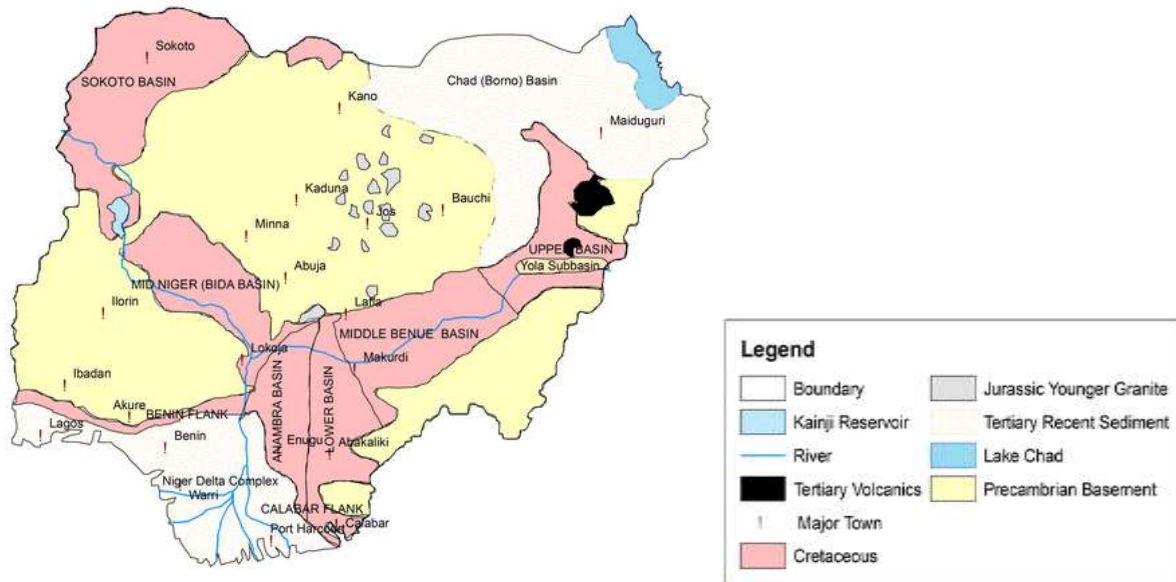 Sokoto
SOKOTO BASIN
Chad (Borno) Basin
Kano
Maiduguri
Kaduna
Bauchi
Jos
Minna
UPPER BASIN
Yola Subbasin
Abuja
MID NIGER (BIDA BASIN)
Ilorin
Lafia
MIDDLE BENUE BASIN
Lokoja
Makurdi
Ibadan
ANAMBRA BASIN
LOWER BASIN
Akure
BENIN FLANK
Lagos
Benin
Enugu
Abakaliki
Niger Delta Complex
Warri
CALABAR FLANK
Calabar
Port Harcourt
Legend
Boundary
Jurassic Younger Granite
Kainji Reservoir
Tertiary Recent Sediment
River
Lake Chad
Tertiary Volcanics
Precambrian Basement
Major Town
Cretaceous